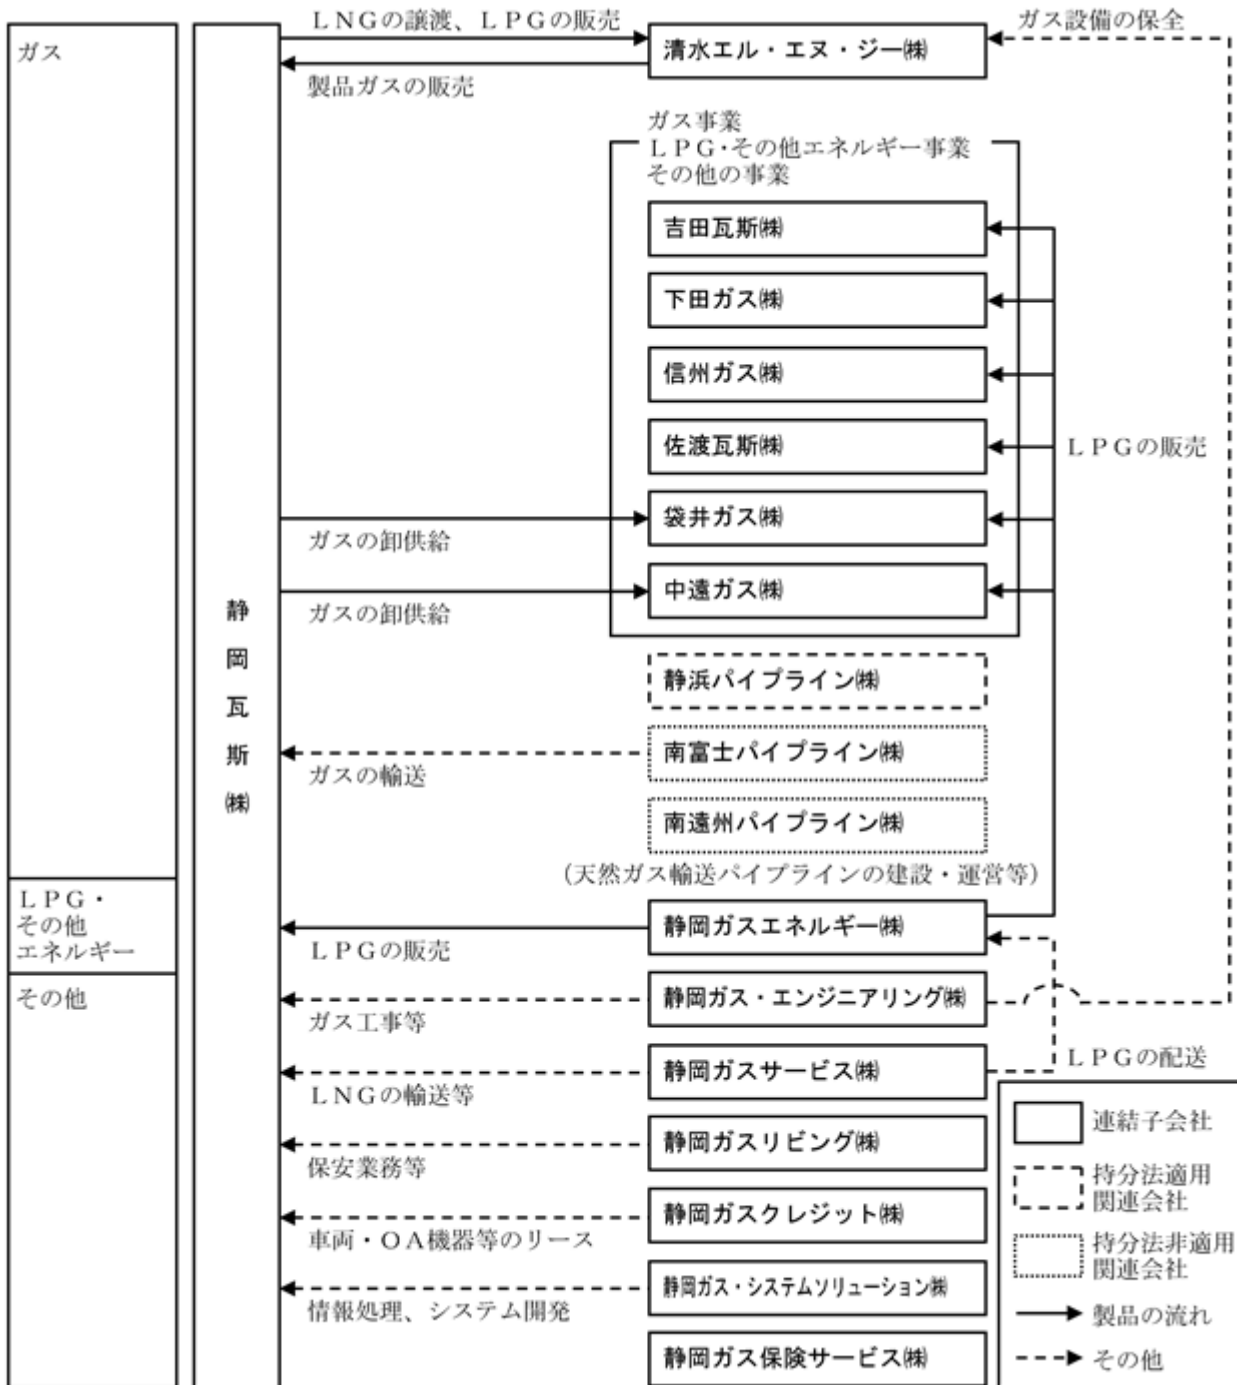 ガス
静岡瓦斯㈱
LNGの譲渡、LPGの販売
製品ガスの販売
清水エル・エヌ・ジー㈱
ガス設備の保全
ガス事業
LPG・その他エネルギー事業
その他の事業
吉田瓦斯㈱
下田ガス㈱
信州ガス㈱
佐渡瓦斯㈱
LPGの販売
袋井ガス㈱
ガスの卸供給
中遠ガス㈱
ガスの卸供給
静浜パイプライン㈱
南富士パイプライン㈱
ガスの輸送
南遠州パイプライン㈱
(天然ガス輸送パイプラインの建設・運営等)
LPG・
その他
エネルギー
静岡ガスエネルギー㈱
LPGの販売
その他
静岡ガス・エンジニアリング㈱
ガス工事等
静岡ガスサービス㈱
LPGの配送
LNGの輸送等
静岡ガスリビング㈱
保安業務等
静岡ガスクレジット㈱
車両・OA機器等のリース
静岡ガス・システムソリューション㈱
情報処理、システム開発
静岡ガス保険サービス㈱
連結子会社
持分法適用
関連会社
持分法非適用
関連会社
製品の流れ
その他